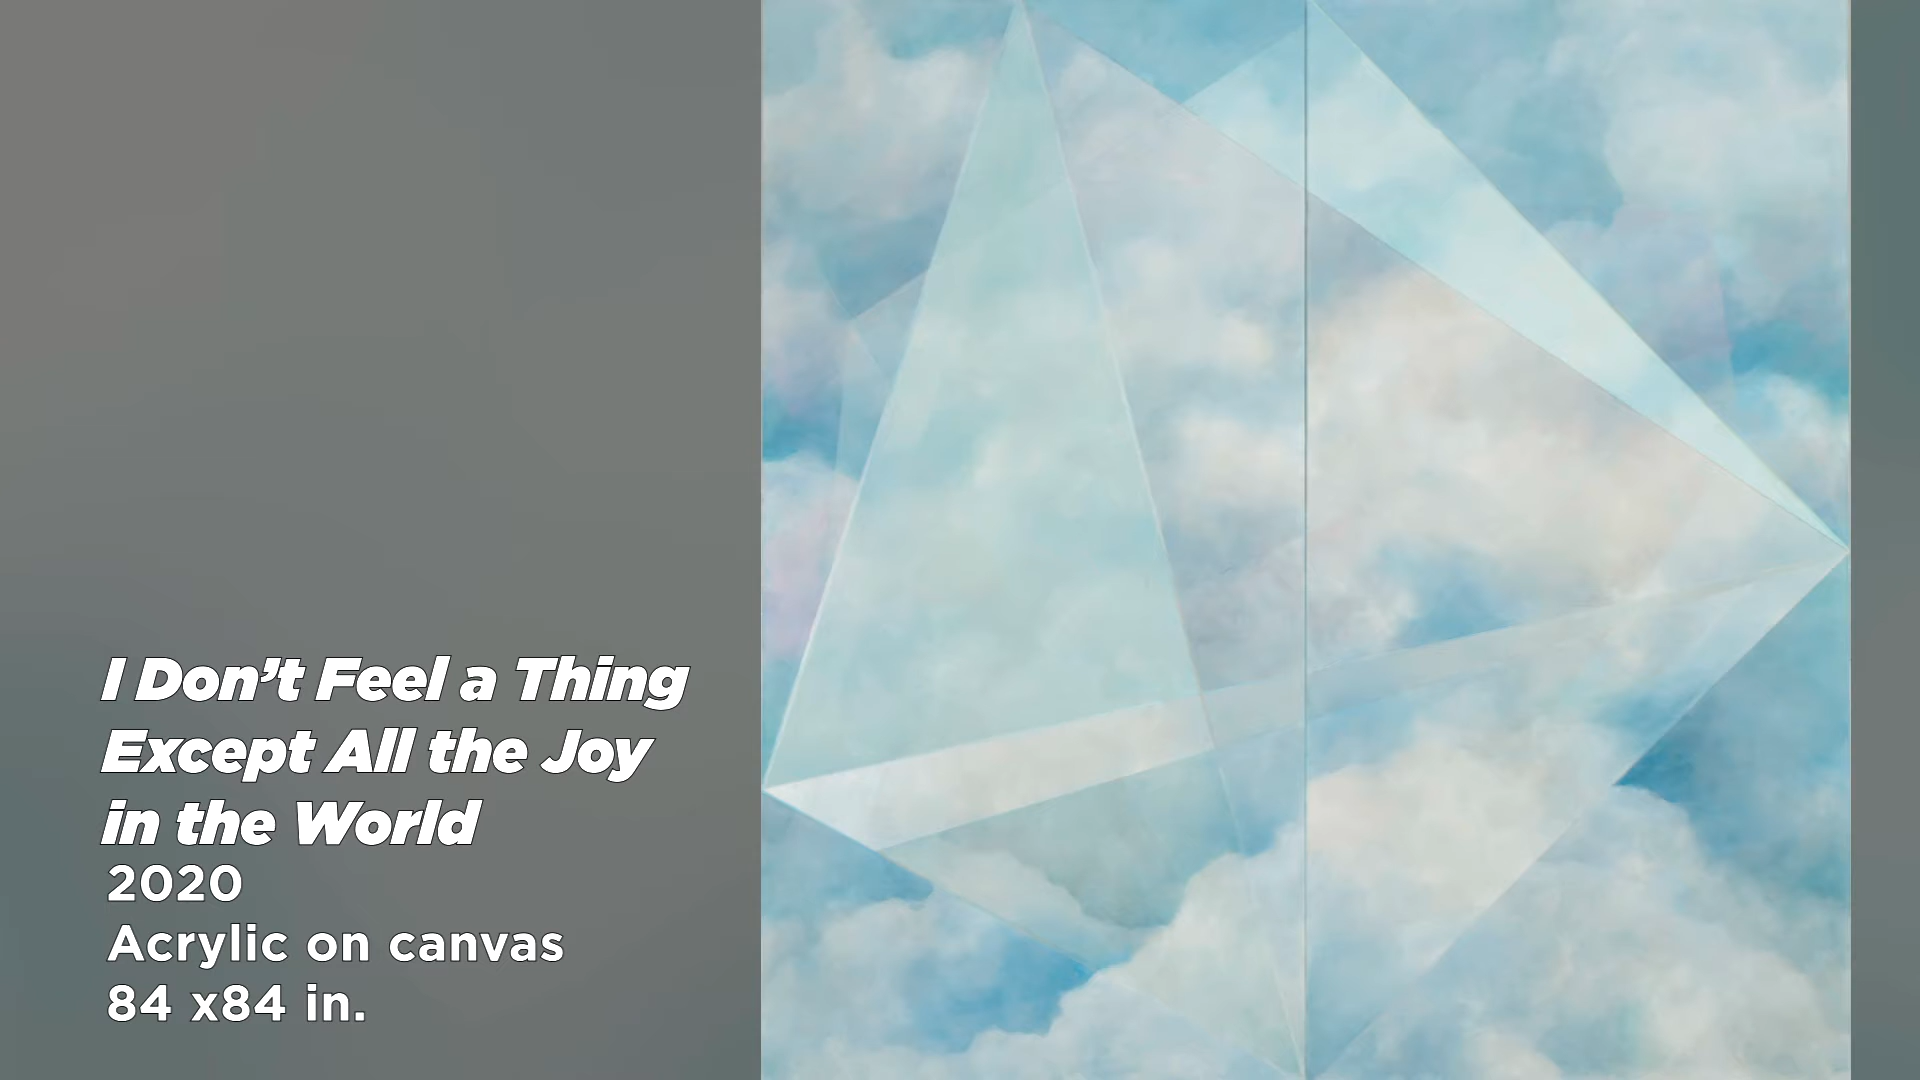 I Don’t Feel a Thing
Except All the Joy
in the World
2020
Acrylic on canvas
84 x84 in.